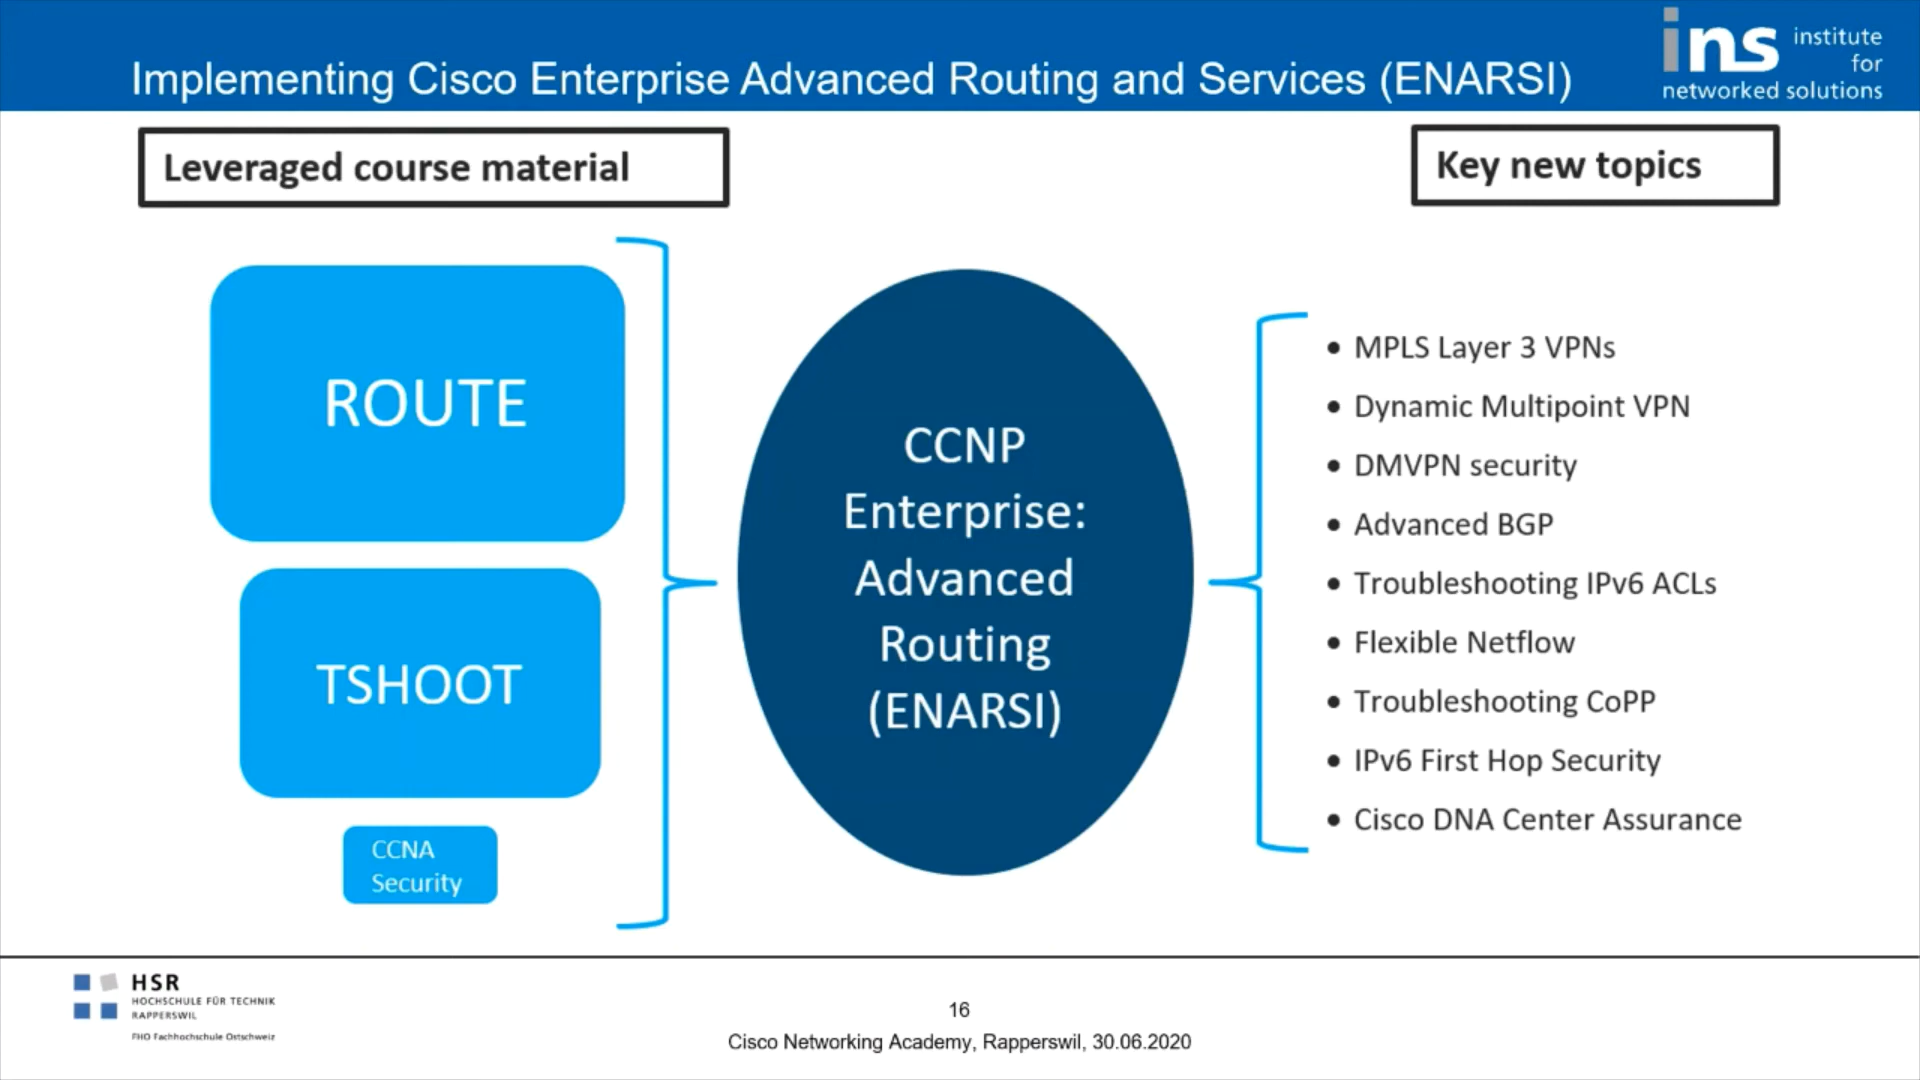 Implementing Cisco Enterprise Advanced Routing and Services (ENARSI)
ins institute
for
networked solutions
Leveraged course material
Key new topics
ROUTE
TSHOOT
CCNA
Security
CCNP
Enterprise:
Advanced
Routing
(ENARSI)
• MPLS Layer 3 VPNs
• Dynamic Multipoint VPN
• DMVPN security
• Advanced BGP
• Troubleshooting IPv6 ACLs
• Flexible Netflow
• Troubleshooting CoPP
• IPv6 First Hop Security
• Cisco DNA Center Assurance
HSR
HOCHSCHULE FÜR TECHNIK
RAPPERSWIL
FHO Fachhochschule Ostschweiz
16
Cisco Networking Academy, Rapperswil, 30.06.2020